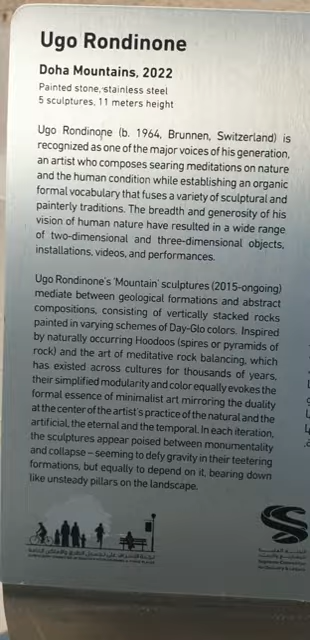 Ugo Rondinone
Doha Mountains, 2022
Painted stone, stainless steel
5 sculptures, 11 meters height
Ugo Rondinone (b. 1964, Brunnen, Switzerland) is
recognized as one of the major voices of his generation,
an artist who composes searing meditations on nature
and the human condition while establishing an organic
formal vocabulary that fuses a variety of sculptural and
painterly traditions. The breadth and generosity of his
vision of human nature have resulted in a wide range
of two-dimensional and three-dimensional objects,
installations, videos, and performances.
Ugo Rondinone's 'Mountain' sculptures (2015-ongoing)
mediate between geological formations and abstract
compositions, consisting of vertically stacked rocks
painted in varying schemes of Day-Glo colors. Inspired
by naturally occurring Hoodoos (spires or pyramids of
rock) and the art of meditative rock balancing, which
has existed across cultures for thousands of years,
their simplified modularity and color equally evokes the
formal essence of minimalist art mirroring the duality
at the center of the artist's practice of the natural and the
artificial, the eternal and the temporal. In each iteration,
the sculptures appear poised between monumentality
and collapse – seeming to defy gravity in their teetering
formations, but equally to depend on it, bearing down
like unsteady pillars on the landscape.